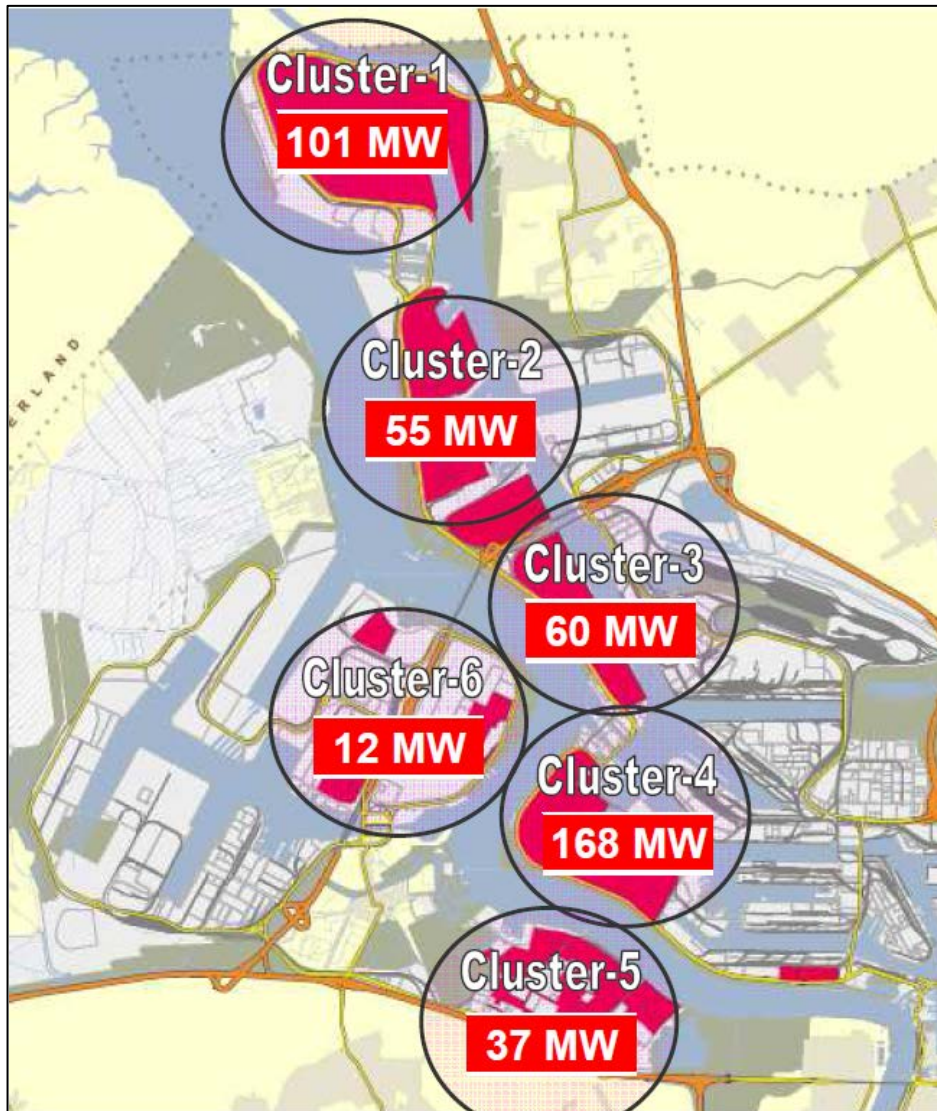 Cluster-1
101 MW
Cluster-2
55 MW
ERLAND
Cluster-3
60 MW
Cluster-6
12 MW
Cluster-4
168 MW
Cluster-5
37 MW